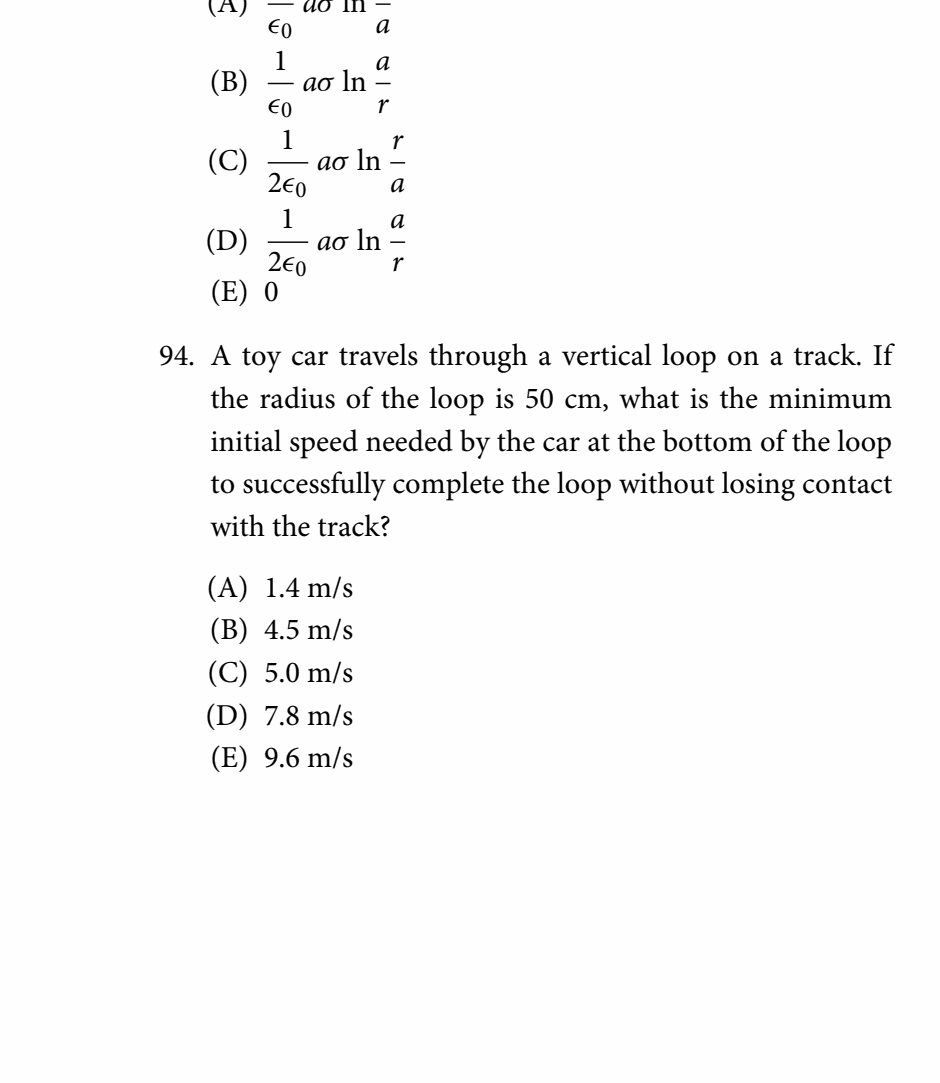 (A) — aσ ln –
ϵ0 a
(B) 1/ϵ0 aσ ln a/r
(C) 1/2ϵ0 aσ ln r/a
(D) 1/2ϵ0 aσ ln a/r
(E) 0
94. A toy car travels through a vertical loop on a track. If
the radius of the loop is 50 cm, what is the minimum
initial speed needed by the car at the bottom of the loop
to successfully complete the loop without losing contact
with the track?
(A) 1.4 m/s
(B) 4.5 m/s
(C) 5.0 m/s
(D) 7.8 m/s
(E) 9.6 m/s